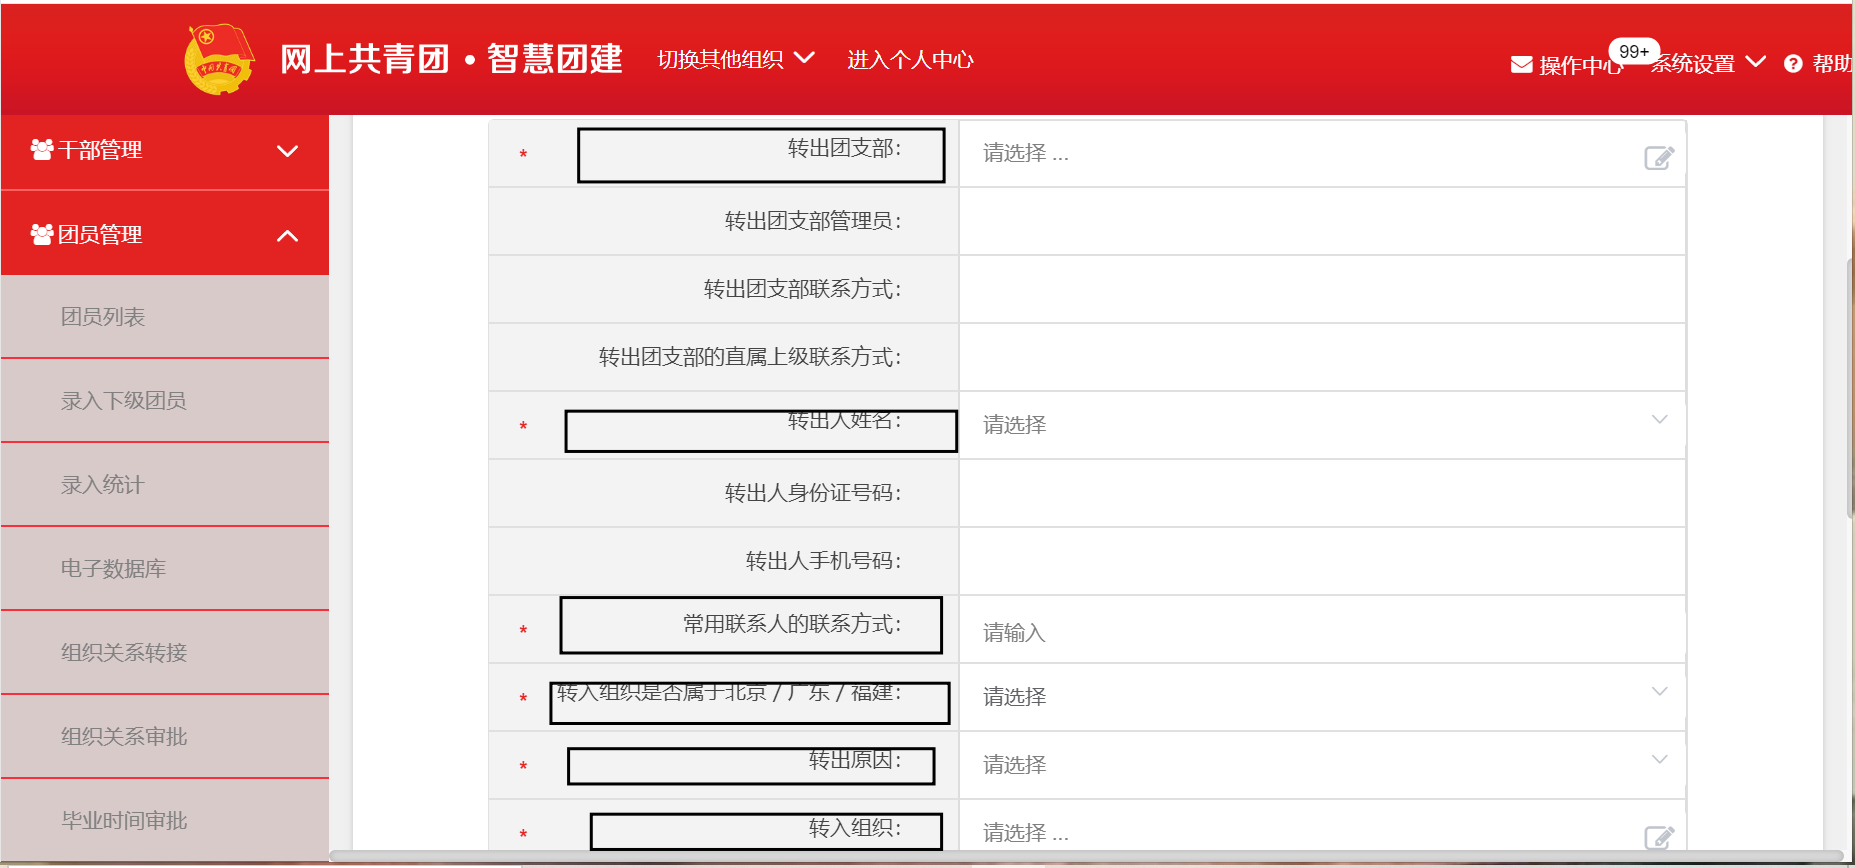 网上共青团·智慧团建
切换其他组织
进入个人中心
操作中心
99+
系统设置
帮助
干部管理
团员管理
团员列表
录入下级团员
录入统计
电子数据库
组织关系转接
组织关系审批
毕业时间审批
* 转出团支部： 请选择 ...
转出团支部管理员：
转出团支部联系方式：
转出团支部的直属上级联系方式：
* 转出人姓名： 请选择
转出人身份证号码：
转出人手机号码：
* 常用联系人的联系方式： 请输入
* 转入组织是否属于北京 / 广东 / 福建： 请选择
* 转出原因： 请选择
* 转入组织： 请选择 ...